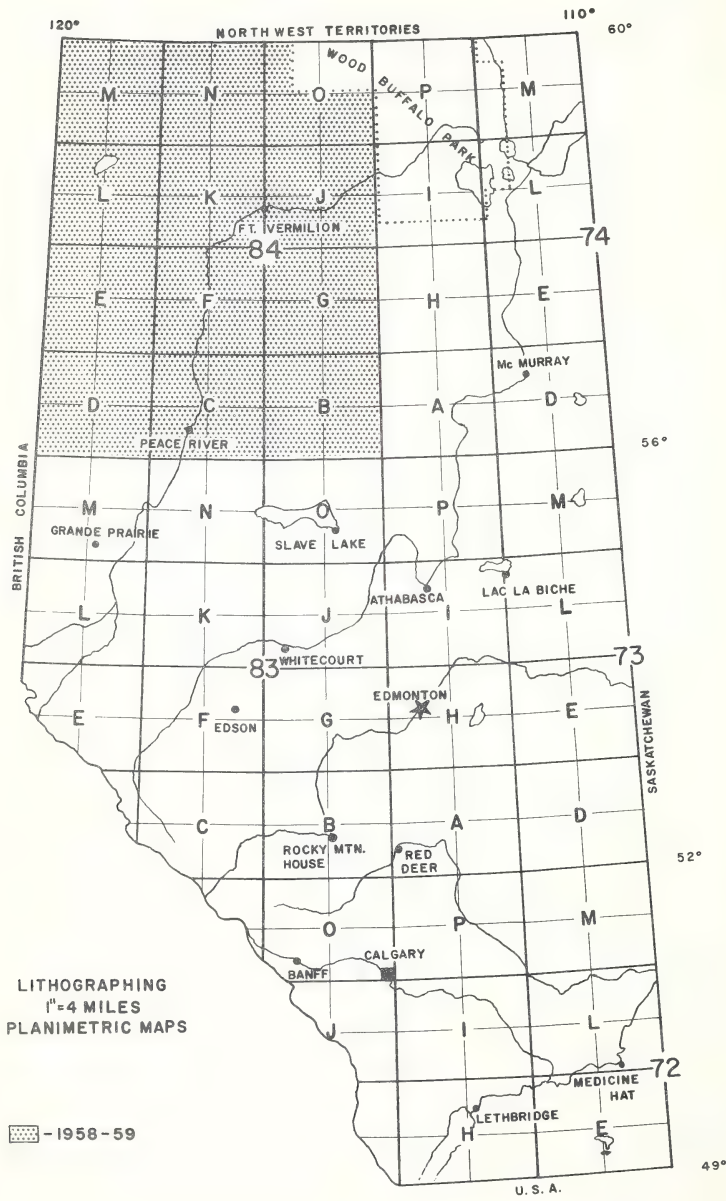 120°
NORTH WEST TERRITORIES
110°
60°
WOOD BUFFALO PARK
M N O P M
L K J I L
FT. VERMILION
84
74
E F G H E
Mc MURRAY
D C B A D
PEACE RIVER
56°
BRITISH COLUMBIA
M N O P M
GRANDE PRAIRIE
SLAVE LAKE
ATHABASCA
LAC LA BICHE
L K J I L
WHITECOURT
83
73
EDMONTON
E F G H E
EDSON
SASKATCHEWAN
C B A D
ROCKY MTN.
HOUSE
RED
DEER
52°
O P M
CALGARY
BANFF
LITHOGRAPHING
1"=4 MILES
PLANIMETRIC MAPS
J I L
72
MEDICINE
HAT
LETHBRIDGE
-1958-59
H E
49°
U.S.A.